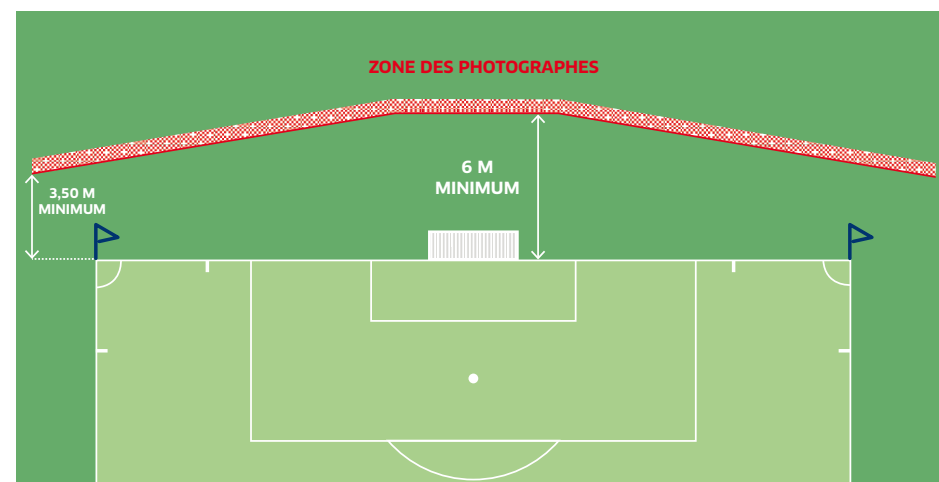 ZONE DES PHOTOGRAPHES
6 M
MINIMUM
3,50 M
MINIMUM